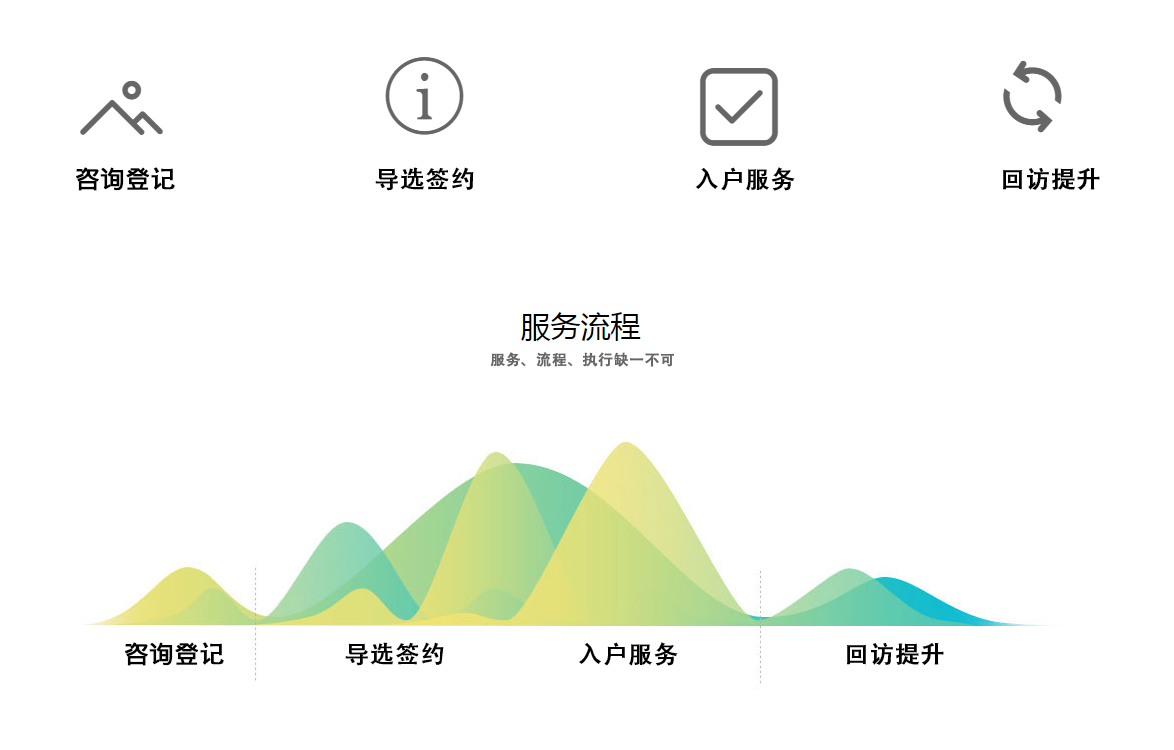 咨询登记
导选签约
入户服务
回访提升
服务流程
服务、流程、执行缺一不可
咨询登记
导选签约
入户服务
回访提升